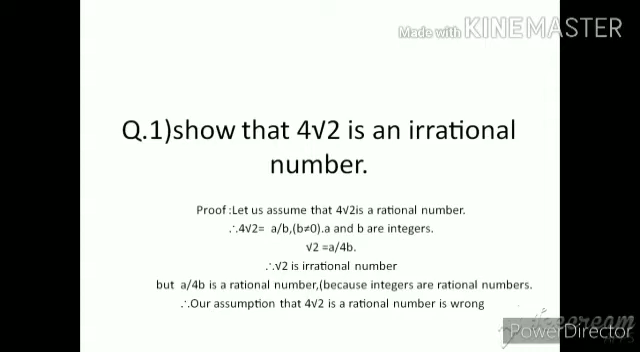 Made with KINEMASTER
Q.1)show that 4√2 is an irrational
number.
Proof :Let us assume that 4√2is a rational number.
∴4√2= a/b,(b≠0).a and b are integers.
√2 =a/4b.
∴√2 is irrational number
but a/4b is a rational number,(because integers are rational numbers.
∴Our assumption that 4√2 is a rational number is wrong
PowerDirector